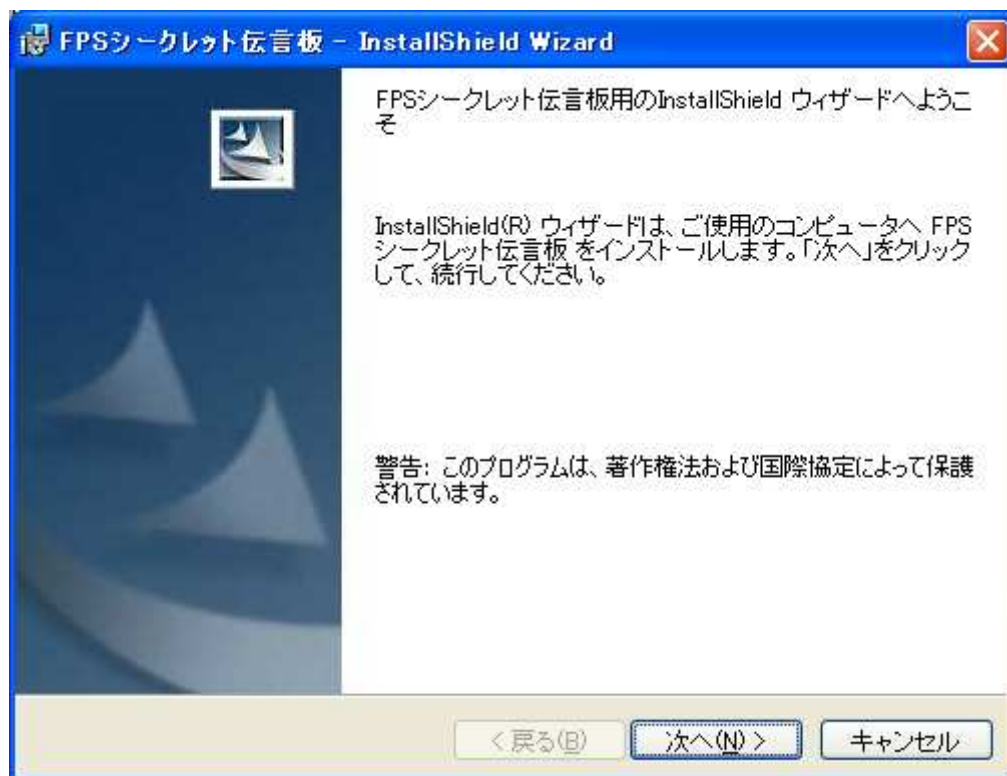 FPSシークレット伝言板 - InstallShield Wizard
FPSシークレット伝言板用のInstallShield ウィザードへようこ
そ
InstallShield(R) ウィザードは、ご使用のコンピュータへ FPS
シークレット伝言板 をインストールします。「次へ」をクリック
して、続行してください。
警告: このプログラムは、著作権法および国際協定によって保護
されています。
< 戻る(B) 次へ(N) > キャンセル